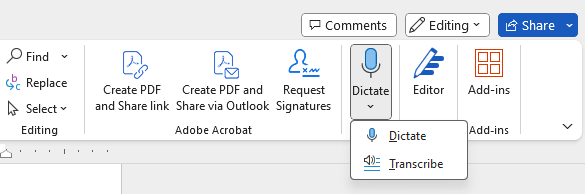 Comments
Editing
Share
Find
Replace
Select
Editing
Create PDF
and Share link
Create PDF and
Share via Outlook
Request
Signatures
Adobe Acrobat
Dictate
Editor
Add-ins
Add-ins
Dictate
Transcribe